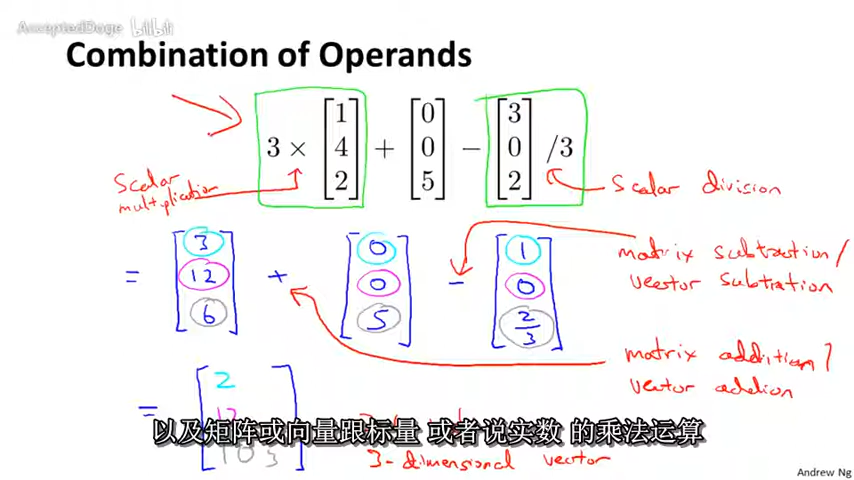 AcceptedDoge bilibili
Combination of Operands
3 × [1 4 2] + [0 0 5] − [3 0 2] /3
Scalar multiplication
Scalar division
= [3 12 6] + [0 0 5] - [1 0 2/3]
matrix subtraction /
vector subtration
matrix addition /
vector addion
= [2 12 10 3]
以及矩阵或向量跟标量 或者说实数 的乘法运算
3-dimensional vector
Andrew Ng